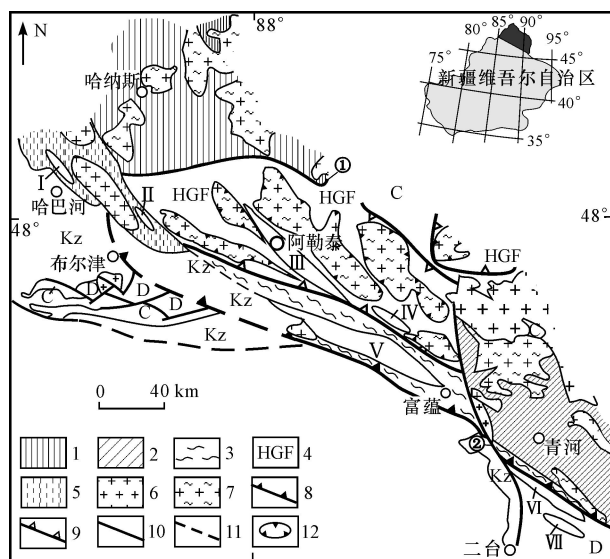 N
88°
85° 90°
80°
95°
75°
45°
新疆维吾尔自治区
40°
35°
哈纳斯
①
I
哈巴河
II
HGF
HGF
C
48°
48°
Kz
阿勒泰
HGF
布尔津
Kz
III
D
D
C
D
C
Kz
IV
Kz
V
0 40 km
富蕴
②
青河
Kz
VI
VII
二台
D
1 2 3 HGF 4
5 6 7 8
9 10 11 12